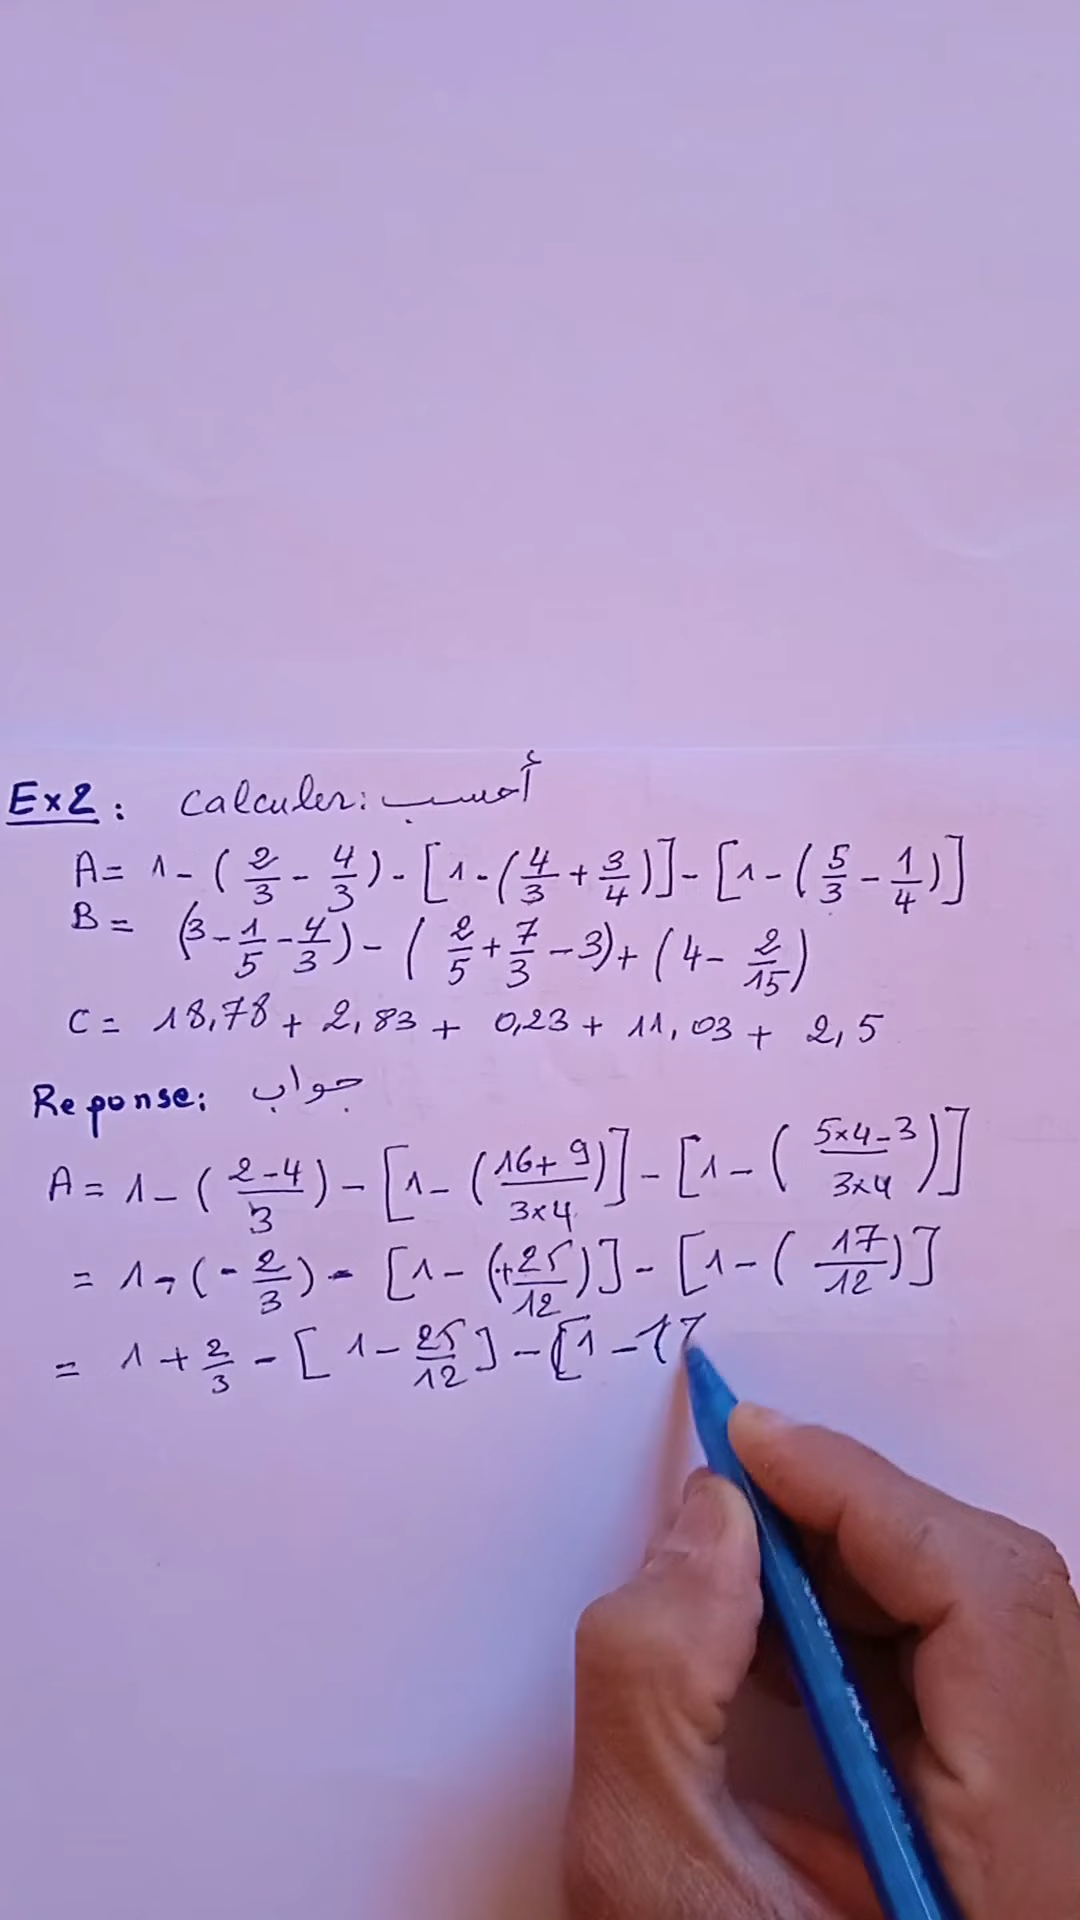 Ex2: Calculer: أحسب
A = 1 - (2/3 - 4/3) - [1 - (4/3 + 3/4)] - [1 - (5/3 - 1/4)]
B = (3 - 1/5 - 4/3) - (2/5 + 7/3 - 3) + (4 - 2/15)
C = 18,78 + 2,83 + 0,23 + 11,03 + 2,5
Reponse: جواب
A = 1 - ((2-4)/3) - [1 - ((16+9)/(3x4))] - [1 - ((5x4-3)/(3x4))]
= 1 - (-2/3) - [1 - (+25/12)] - [1 - (17/12)]
= 1 + 2/3 - [1 - 25/12] - [1 - 17